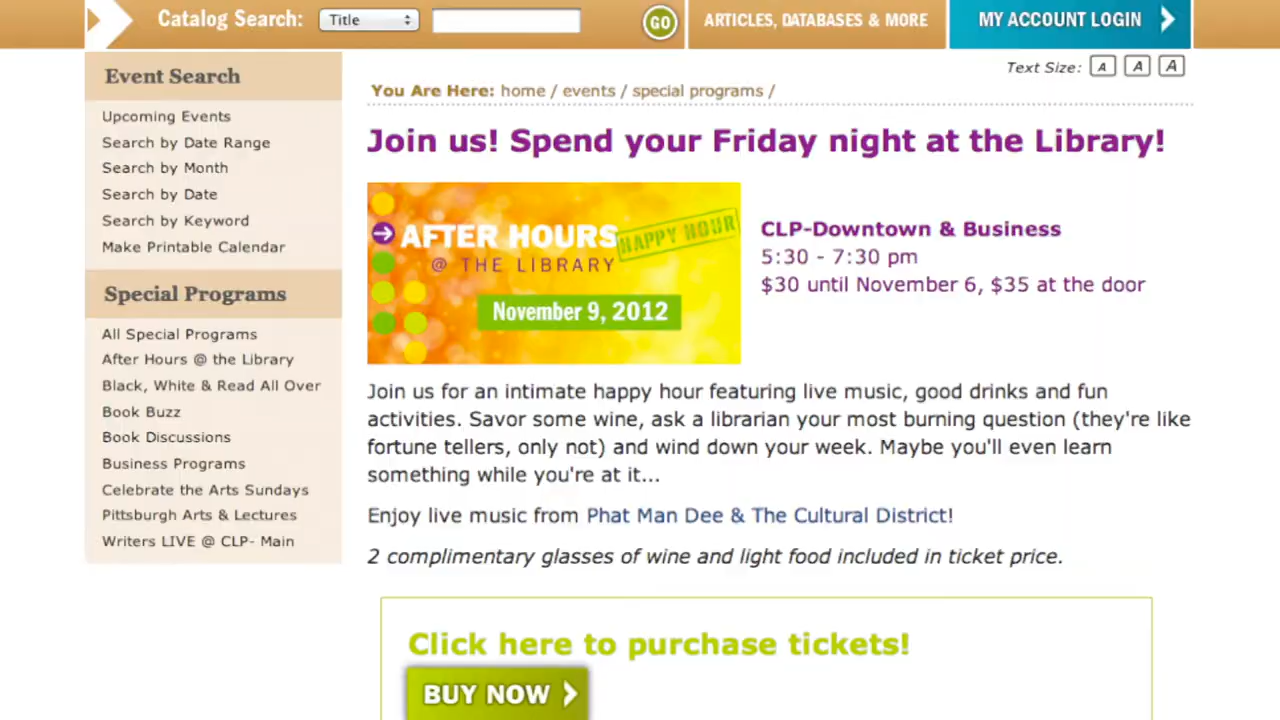 Catalog Search: Title GO ARTICLES, DATABASES & MORE MY ACCOUNT LOGIN
Text Size: A A A
Event Search
Upcoming Events
Search by Date Range
Search by Month
Search by Date
Search by Keyword
Make Printable Calendar
Special Programs
All Special Programs
After Hours @ the Library
Black, White & Read All Over
Book Buzz
Book Discussions
Business Programs
Celebrate the Arts Sundays
Pittsburgh Arts & Lectures
Writers LIVE @ CLP- Main
You Are Here: home / events / special programs /
Join us! Spend your Friday night at the Library!
AFTER HOURS HAPPY HOUR
@ THE LIBRARY
November 9, 2012
CLP-Downtown & Business
5:30 - 7:30 pm
$30 until November 6, $35 at the door
Join us for an intimate happy hour featuring live music, good drinks and fun
activities. Savor some wine, ask a librarian your most burning question (they're like
fortune tellers, only not) and wind down your week. Maybe you'll even learn
something while you're at it...
Enjoy live music from Phat Man Dee & The Cultural District!
2 complimentary glasses of wine and light food included in ticket price.
Click here to purchase tickets!
BUY NOW